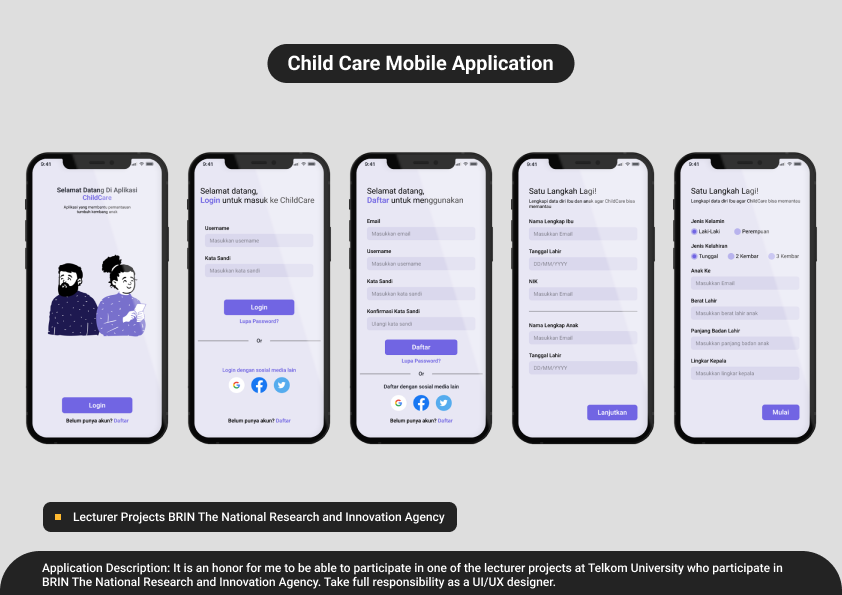 Child Care Mobile Application
9:41
Selamat Datang Di Aplikasi
ChildCare
Aplikasi yang membantu pemantauan
tumbuh kembang anak
Login
Belum punya akun? Daftar
9:41
Selamat datang,
Login untuk masuk ke ChildCare
Username
Masukkan username
Kata Sandi
Masukkan kata sandi
Login
Lupa Password?
Or
Login dengan sosial media lain
Belum punya akun? Daftar
9:41
Selamat datang,
Daftar untuk menggunakan
Email
Masukkan email
Username
Masukkan username
Kata Sandi
Masukkan kata sandi
Konfirmasi Kata Sandi
Ulangi kata sandi
Daftar
Lupa Password?
Or
Daftar dengan sosial media lain
Belum punya akun? Daftar
9:41
Satu Langkah Lagi!
Lengkapi data diri Ibu dan anak agar ChildCare bisa
memantau
Nama Lengkap Ibu
Masukkan Email
Tanggal Lahir
DD/MM/YYYY
NIK
Masukkan Email
Nama Lengkap Anak
Masukkan Email
Tanggal Lahir
DD/MM/YYYY
Lanjutkan
9:41
Satu Langkah Lagi!
Lengkapi data diri Ibu agar ChildCare bisa memantau
Jenis Kelamin
Laki-Laki Perempuan
Jenis Kelahiran
Tunggal 2 Kembar 3 Kembar
Anak Ke
Masukkan Email
Berat Lahir
Masukkan berat lahir anak
Panjang Badan Lahir
Masukkan panjang badan anak
Lingkar Kepala
Masukkan lingkar kepala
Mulai
Lecturer Projects BRIN The National Research and Innovation Agency
Application Description: It is an honor for me to be able to participate in one of the lecturer projects at Telkom University who participate in
BRIN The National Research and Innovation Agency. Take full responsibility as a UI/UX designer.